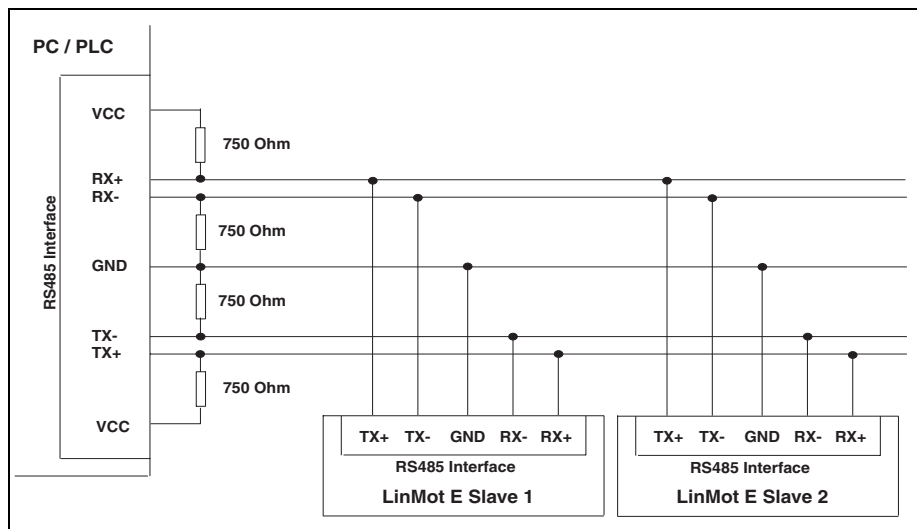 PC / PLC
VCC
750 Ohm
RX+
RX-
750 Ohm
RS485 Interface
GND
750 Ohm
TX-
TX+
750 Ohm
VCC
TX+ TX- GND RX- RX+
RS485 Interface
LinMot E Slave 1
TX+ TX- GND RX- RX+
RS485 Interface
LinMot E Slave 2